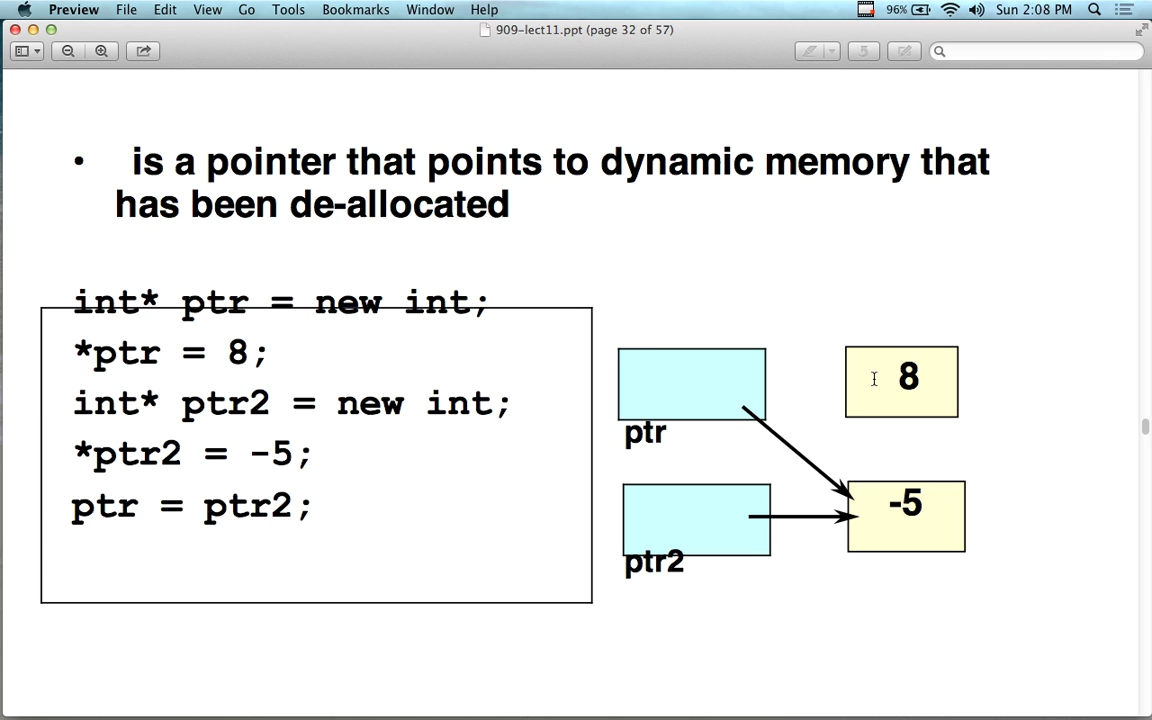 Preview File Edit View Go Tools Bookmarks Window Help 96% Sun 2:08 PM
909-lect11.ppt (page 32 of 57)
• is a pointer that points to dynamic memory that
has been de-allocated
int* ptr = new int;
*ptr = 8;
int* ptr2 = new int;
*ptr2 = -5;
ptr = ptr2;
8
ptr
-5
ptr2